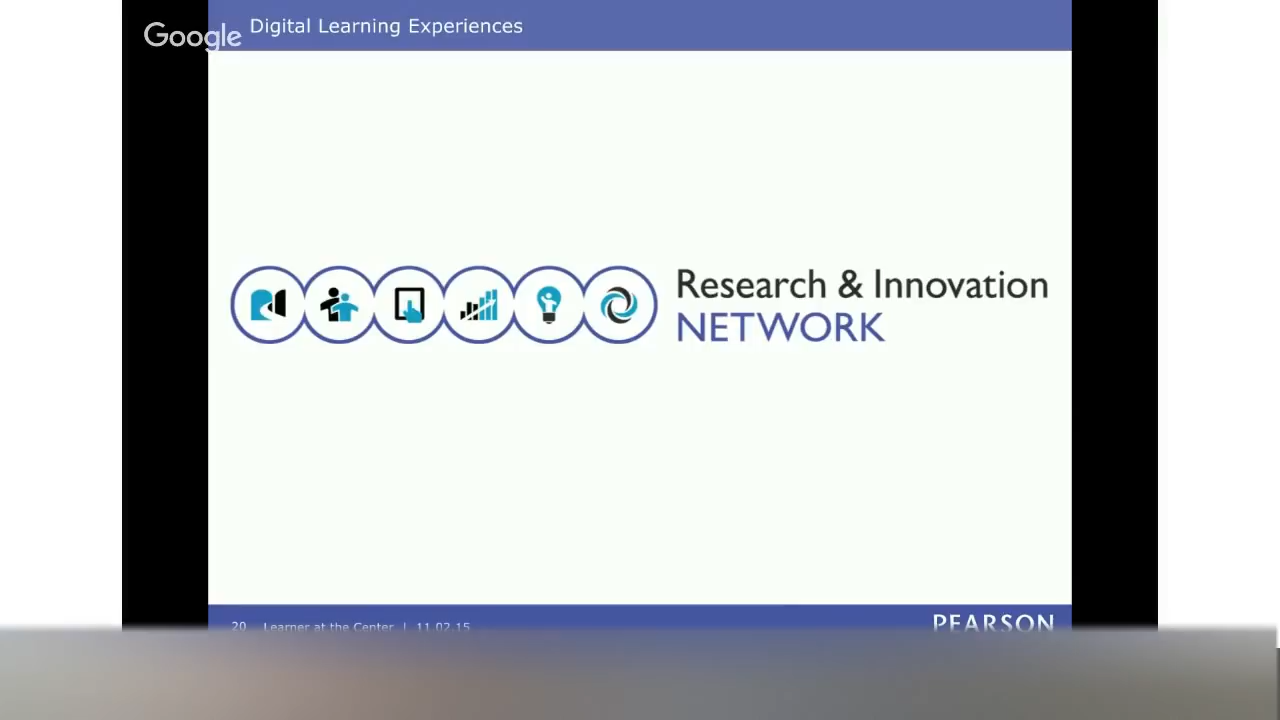 Google
Digital Learning Experiences
Research & Innovation
NETWORK
20 Learner at the Center | 11.02.15
PEARSON